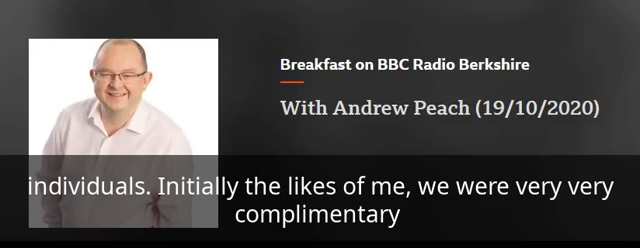 Breakfast on BBC Radio Berkshire
With Andrew Peach (19/10/2020)
individuals. Initially the likes of me, we were very very
complimentary